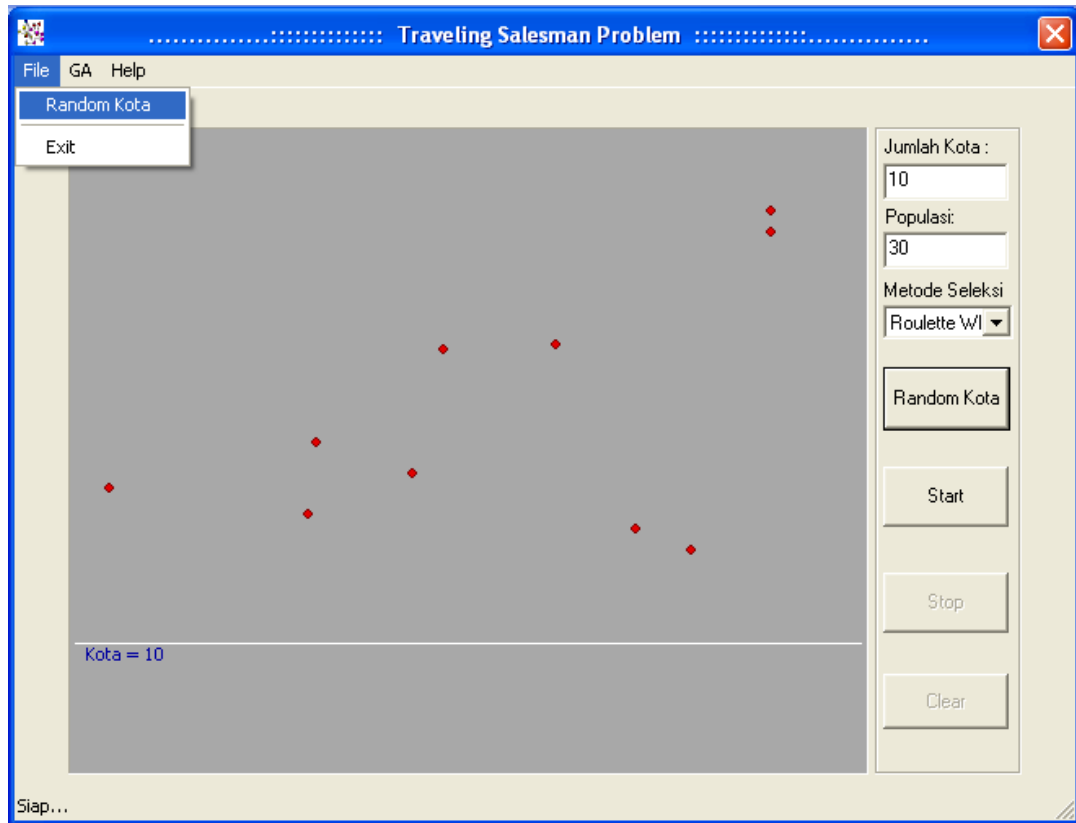 ...............:::::::::::::: Traveling Salesman Problem ::::::::::::::...............
File GA Help
Random Kota
Exit
Jumlah Kota :
10
Populasi:
30
Metode Seleksi
Roulette Wl
Random Kota
Start
Stop
Clear
Kota = 10
Siap...